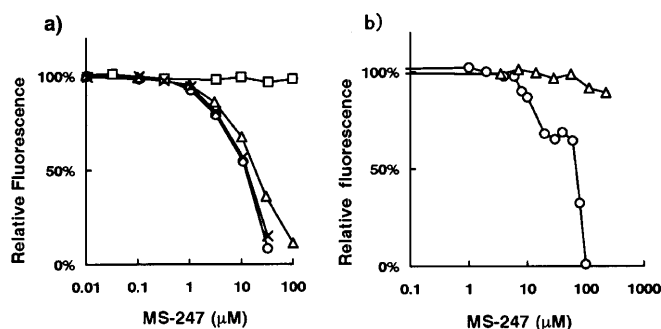 a)
Relative Fluorescence
100%
50%
0%
0.01 0.1 1 10 100
MS-247 (μM)
b)
Relative fluorescence
100%
50%
0%
0.1 1 10 100 1000
MS-247 (μM)